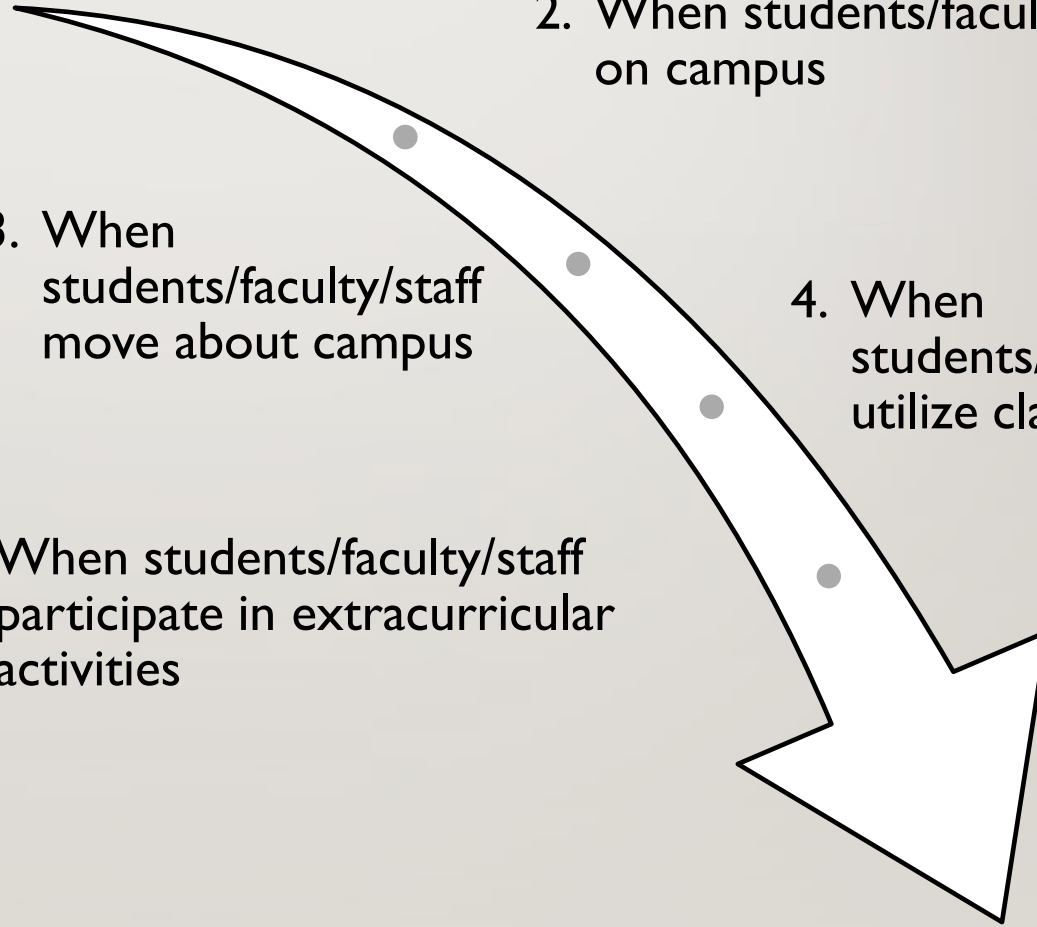 2. When students/facul
on campus
3. When
students/faculty/staff
move about campus
4. When
students/
utilize cla
When students/faculty/staff
participate in extracurricular
activities